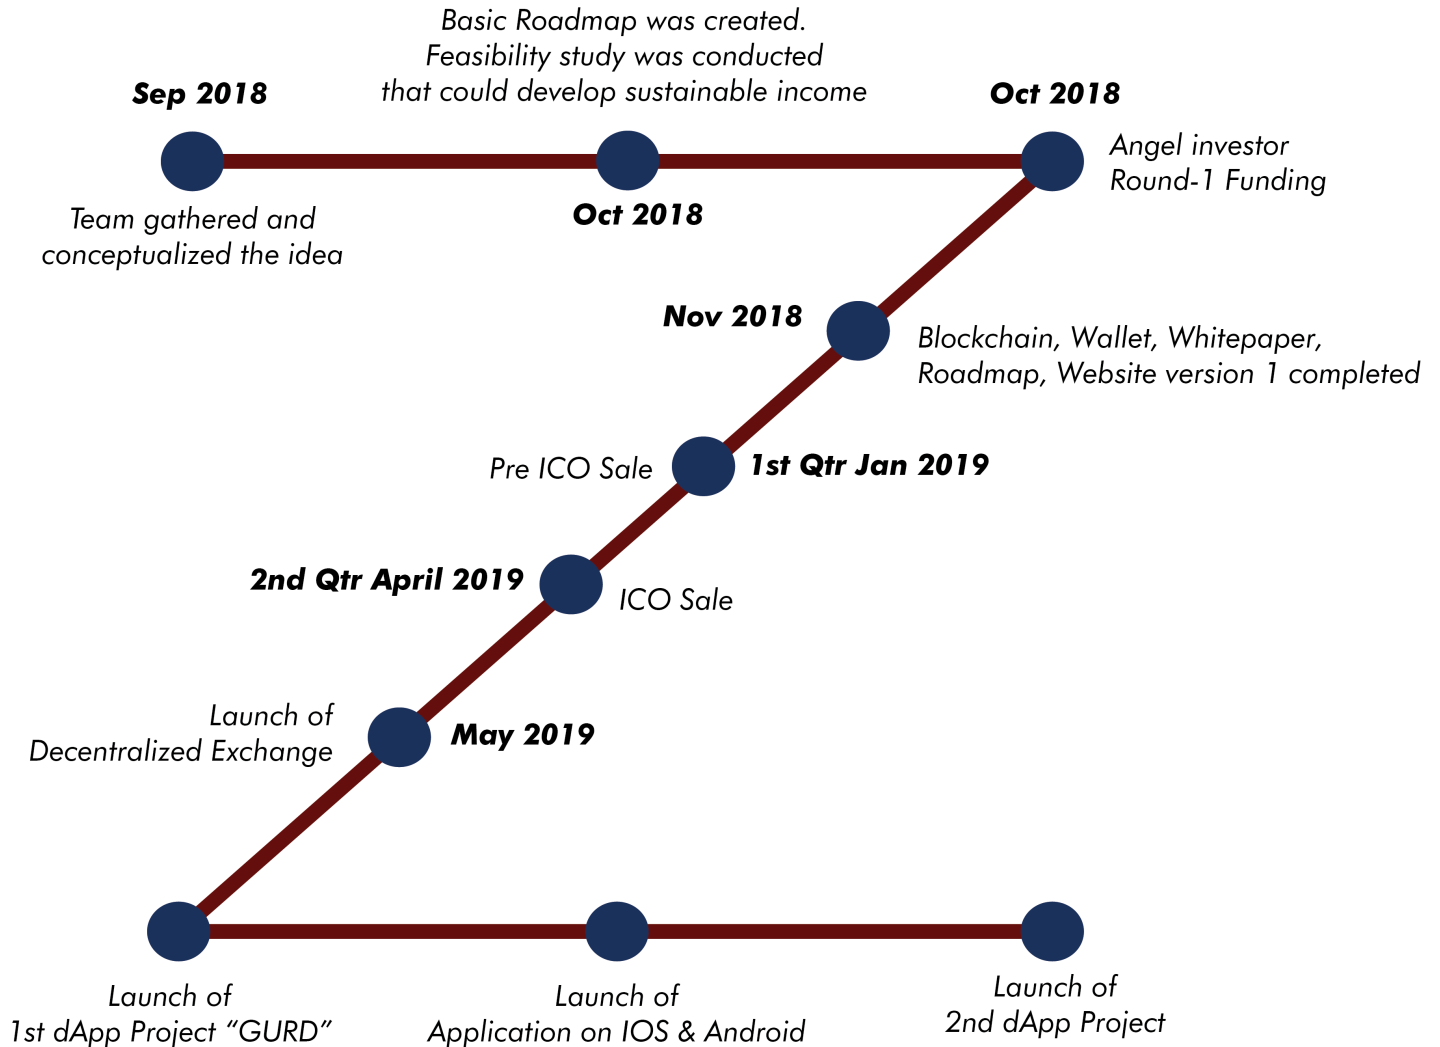 Sep 2018
Team gathered and
conceptualized the idea
Basic Roadmap was created.
Feasibility study was conducted
that could develop sustainable income
Oct 2018
Oct 2018
Angel investor
Round-1 Funding
Nov 2018
Blockchain, Wallet, Whitepaper,
Roadmap, Website version 1 completed
Pre ICO Sale
1st Qtr Jan 2019
2nd Qtr April 2019
ICO Sale
Launch of
Decentralized Exchange
May 2019
Launch of
1st dApp Project “GURD”
Launch of
Application on IOS & Android
Launch of
2nd dApp Project